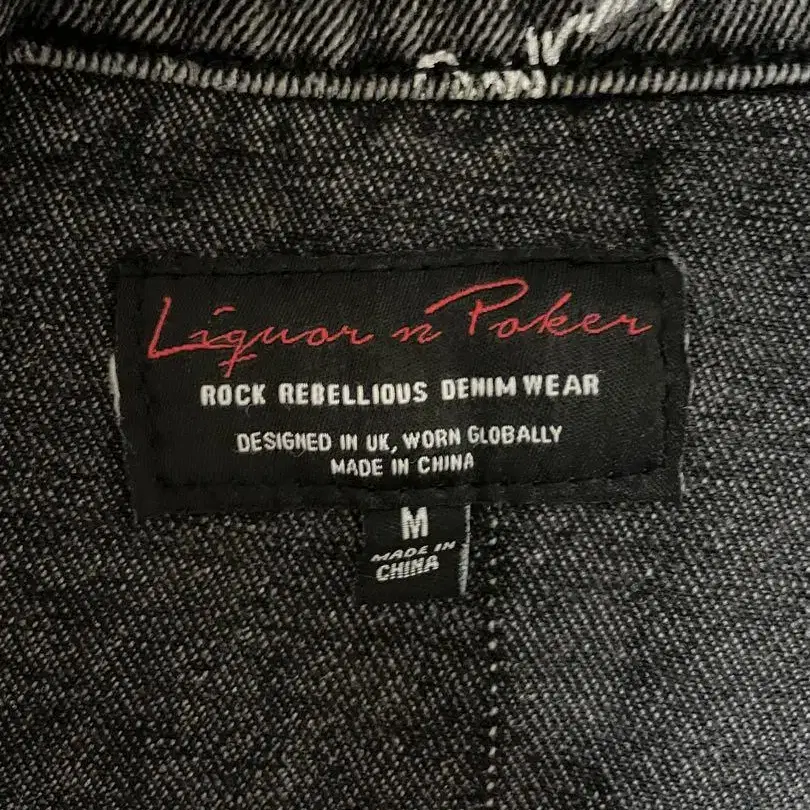 Liquor n Poker
ROCK REBELLIOUS DENIM WEAR
DESIGNED IN UK, WORN GLOBALLY
MADE IN CHINA
M
MADE IN
CHINA